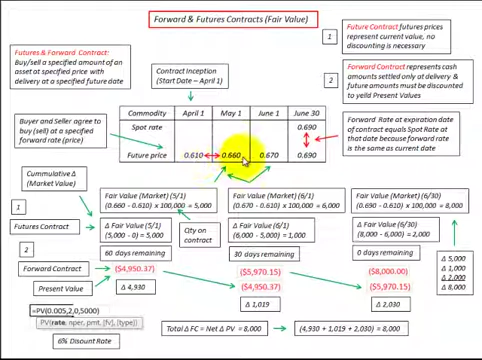 Forward & Futures Contracts (Fair Value)
1
Future Contract futures prices
represent current value, no
discounting is necessary
Futures & Forward Contract:
Buy/sell a specified amount of an
asset at specified price with
delivery at a specified future date
Contract Inception
(Start Date – April 1)
2
Forward Contract represents cash
amounts settled only at delivery &
future amounts must be discounted
to yeild Present Values
Buyer and Seller agree to
buy (sell) at a specified
forward rate (price)
Commodity April 1 May 1 June 1 June 30
Spot rate 0.690
Future price 0.610 0.660 0.670 0.690
Forward Rate at expiration date
of contract equals Spot Rate at
that date because forward rate
is the same as current date
Cummulative Δ
(Market Value)
Fair Value (Market) (5/1)
(0.660 - 0.610) x 100,000 = 5,000
Fair Value (Market) (6/1)
(0.670 - 0.610) x 100,000 = 6,000
Fair Value (Market) (6/30)
(0.690 - 0.610) x 100,000 = 8,000
1
Futures Contract
Δ Fair Value (5/1)
(5,000 - 0) = 5,000
Qty on
contract
Δ Fair Value (6/1)
(6,000 - 5,000) = 1,000
Δ Fair Value (6/30)
(8,000 - 6,000) = 2,000
2
60 days remaining
30 days remaining
0 days remaining
Δ 5,000
Δ 1,000
Δ 2,000
Δ 8,000
Forward Contract
($4,950.37)
($5,970.15)
($8,000.00)
Present Value
Δ 4,930
($4,950.37)
($5,970.15)
Δ 1,019
Δ 2,030
=PV(0.005,2,0,5000)
PV(rate, nper, pmt, [fv], [type])
6% Disount Rate
Total Δ FC = Net Δ PV = 8,000
(4,930 + 1,019 + 2,030) = 8,000